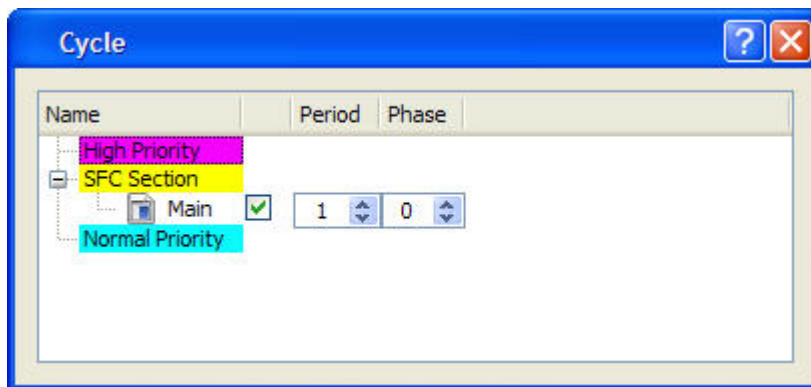 Cycle
Name Period Phase
High Priority
SFC Section
Main 1 0
Normal Priority